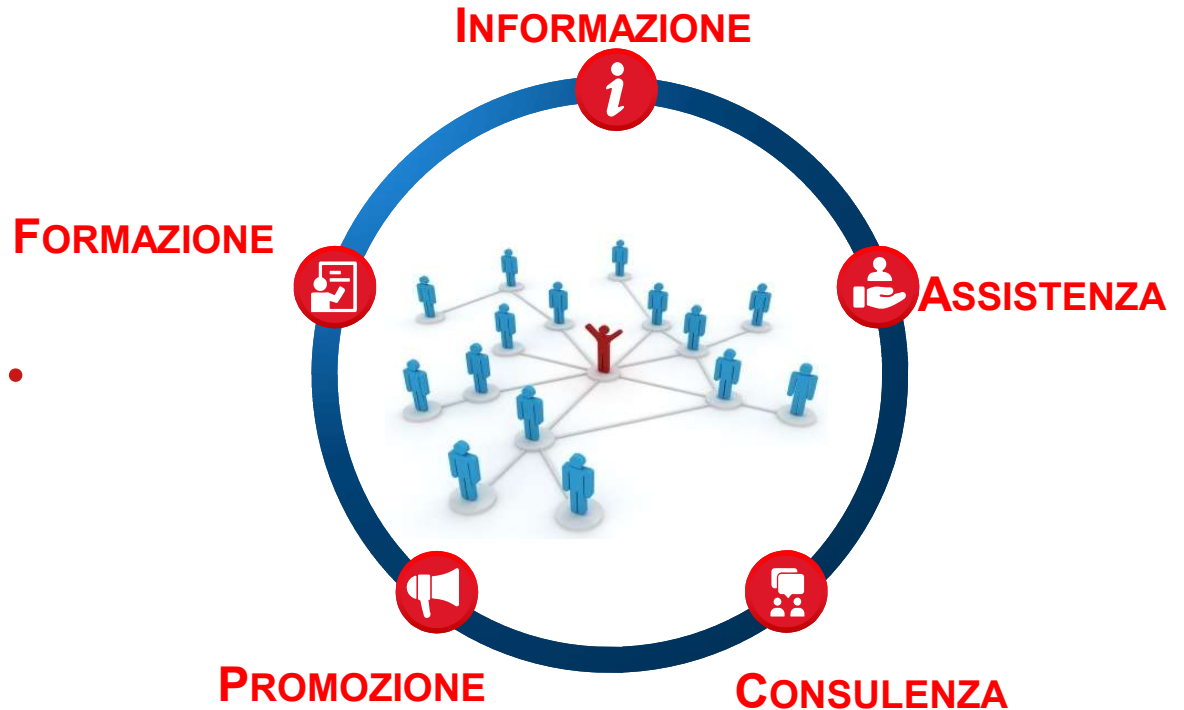 INFORMAZIONE
FORMAZIONE
ASSISTENZA
•
PROMOZIONE
CONSULENZA